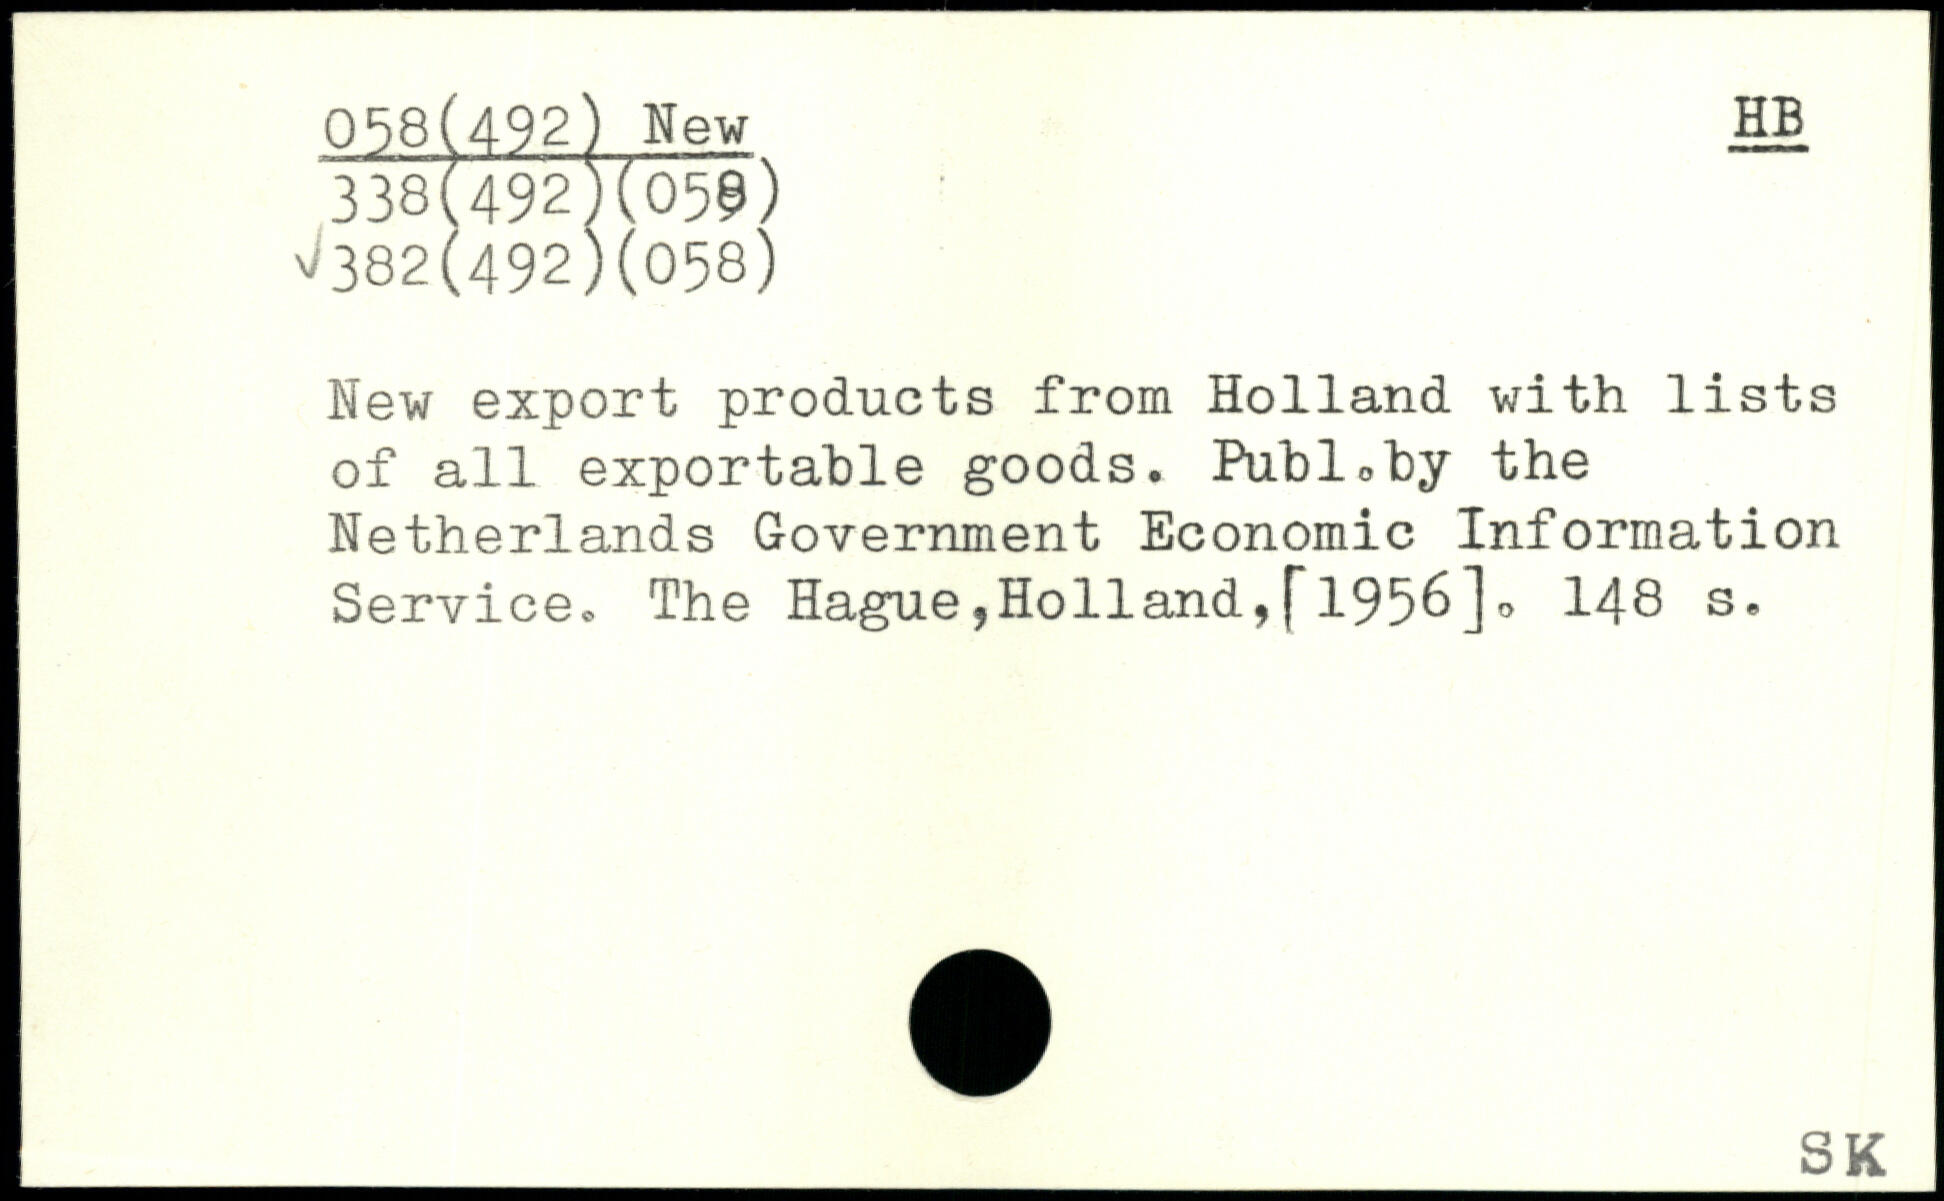 058(492) New HB
338(492)(058)
✓382(492)(058)
New export products from Holland with lists
of all exportable goods. Publ.by the
Netherlands Government Economic Information
Service. The Hague,Holland,[1956]. 148 s.
SK